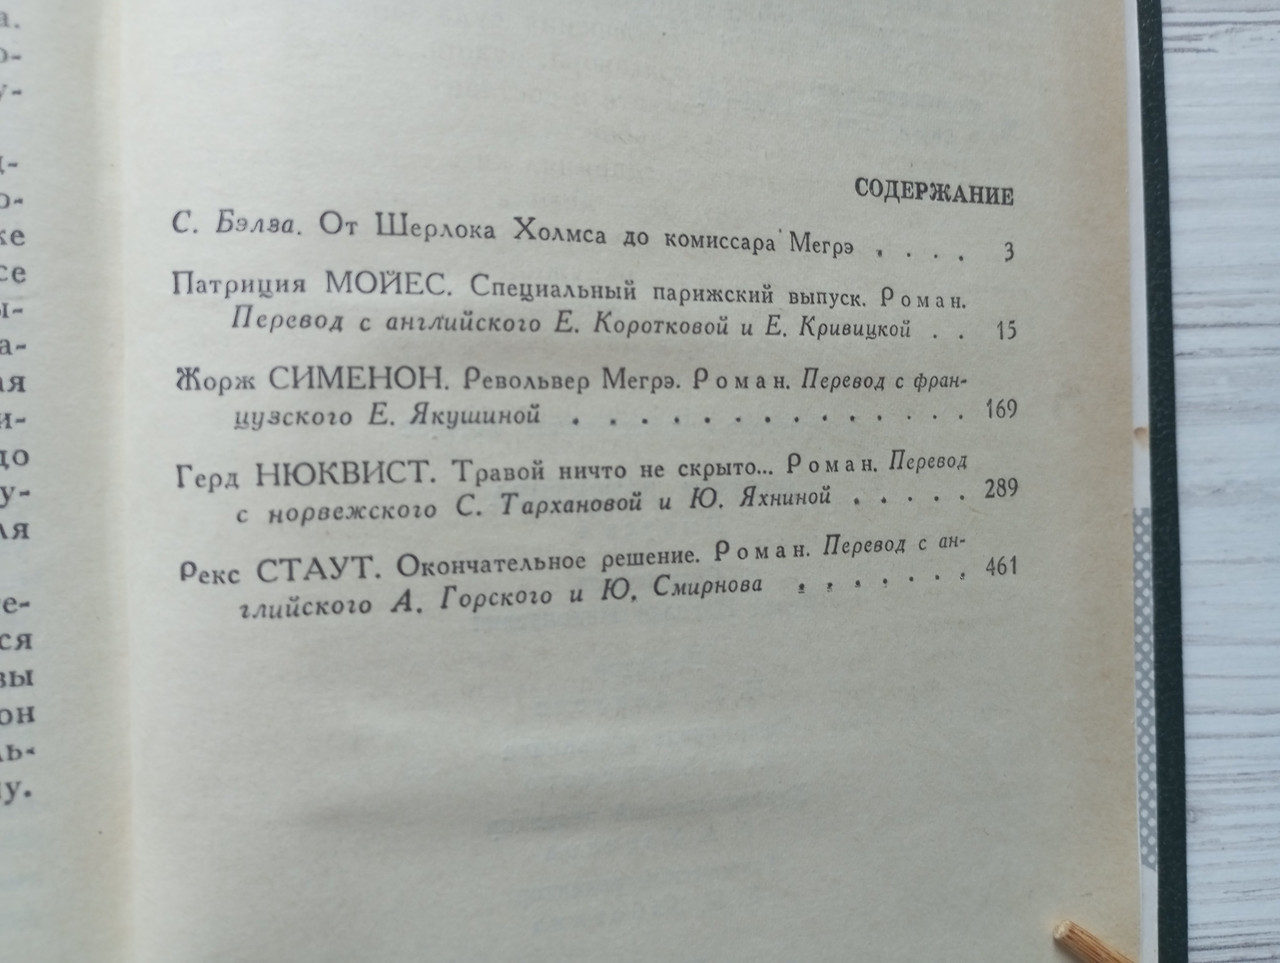 СОДЕРЖАНИЕ
С. Бэлза. От Шерлока Холмса до комиссара Мегрэ . . . . 3
Патриция МОЙЕС. Специальный парижский выпуск. Роман.
Перевод с английского Е. Коротковой и Е. Кривицкой . . 15
Жорж СИМЕНОН. Револьвер Мегрэ. Роман. Перевод с фран-
цузского Е. Якушиной . . . . . . . . . . . . . . . . 169
Герд НЮКВИСТ. Травой ничто не скрыто... Роман. Перевод
с норвежского С. Тархановой и Ю. Яхниной . . . . . 289
Рекс СТАУТ. Окончательное решение. Роман. Перевод с ан-
глийского А. Горского и Ю. Смирнова . . . . . . . 461